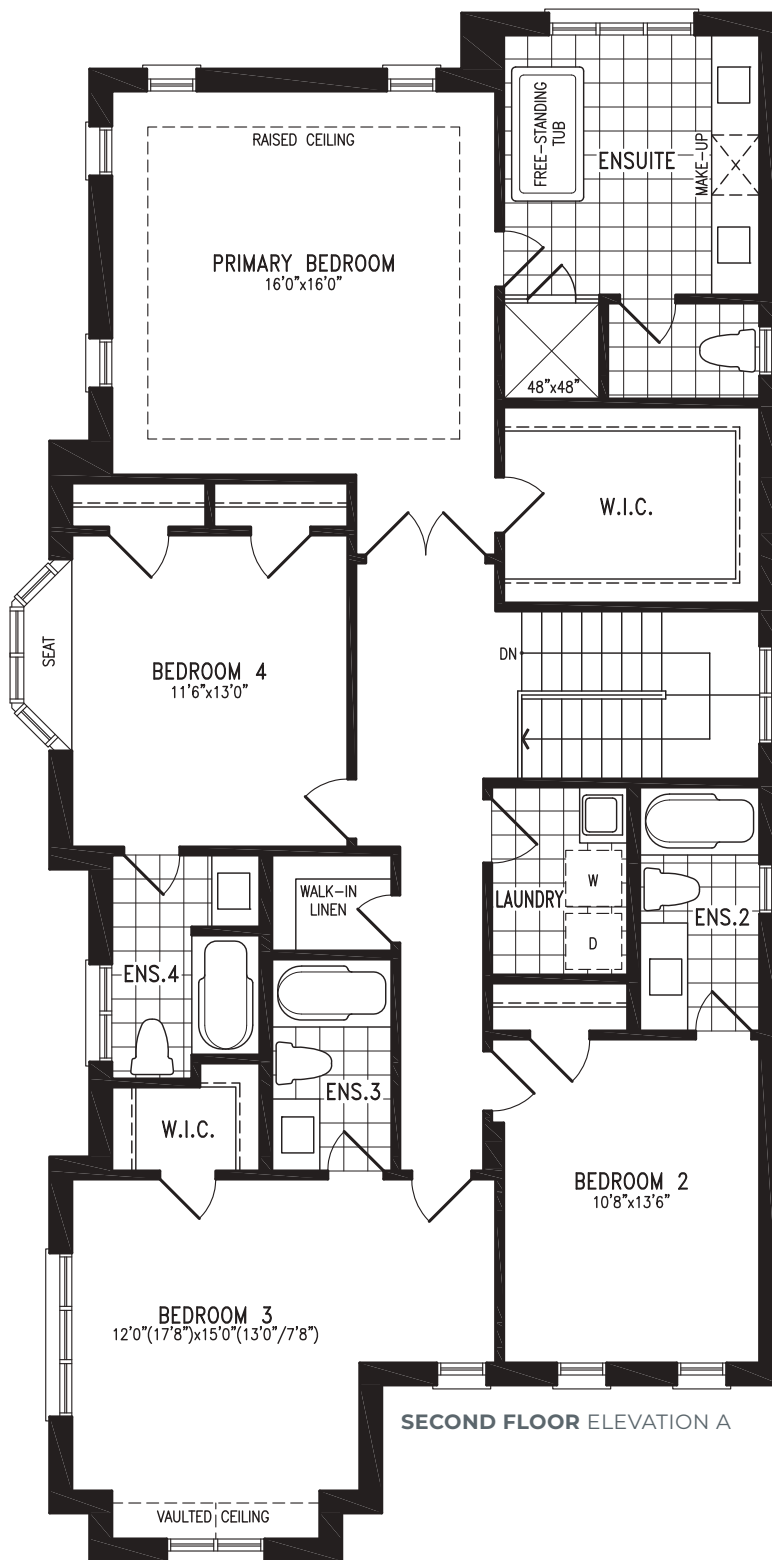 RAISED CEILING
PRIMARY BEDROOM
16'0"x16'0"
FREE-STANDING
TUB
ENSUITE
MAKE-UP
48"x48"
W.I.C.
SEAT
BEDROOM 4
11'6"x13'0"
DN
WALK-IN
LINEN
LAUNDRY
W
D
ENS.2
ENS.4
ENS.3
W.I.C.
BEDROOM 2
10'8"x13'6"
BEDROOM 3
12'0"(17'8")x15'0"(13'0"/7'8")
SECOND FLOOR ELEVATION A
VAULTED CEILING